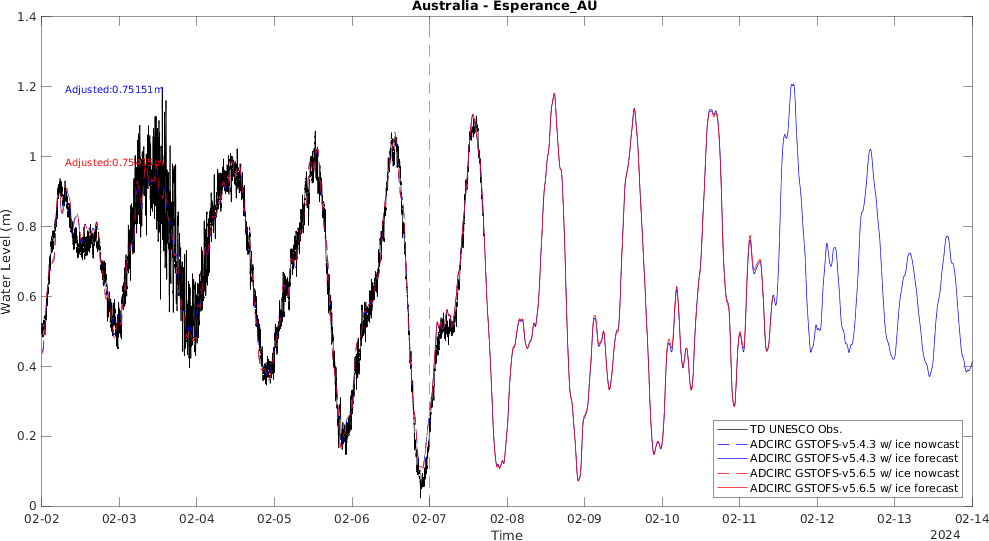 Australia - Esperance_AU
1.4
1.2
1
0.8
0.6
0.4
0.2
0
Water Level (m)
Adjusted:0.75151m
TD UNESCO Obs.
ADCIRC GSTOFS-v5.4.3 w/ ice nowcast
ADCIRC GSTOFS-v5.4.3 w/ ice forecast
ADCIRC GSTOFS-v5.6.5 w/ ice nowcast
ADCIRC GSTOFS-v5.6.5 w/ ice forecast
02-02 02-03 02-04 02-05 02-06 02-07 02-08 02-09 02-10 02-11 02-12 02-13 02-14
Time
2024